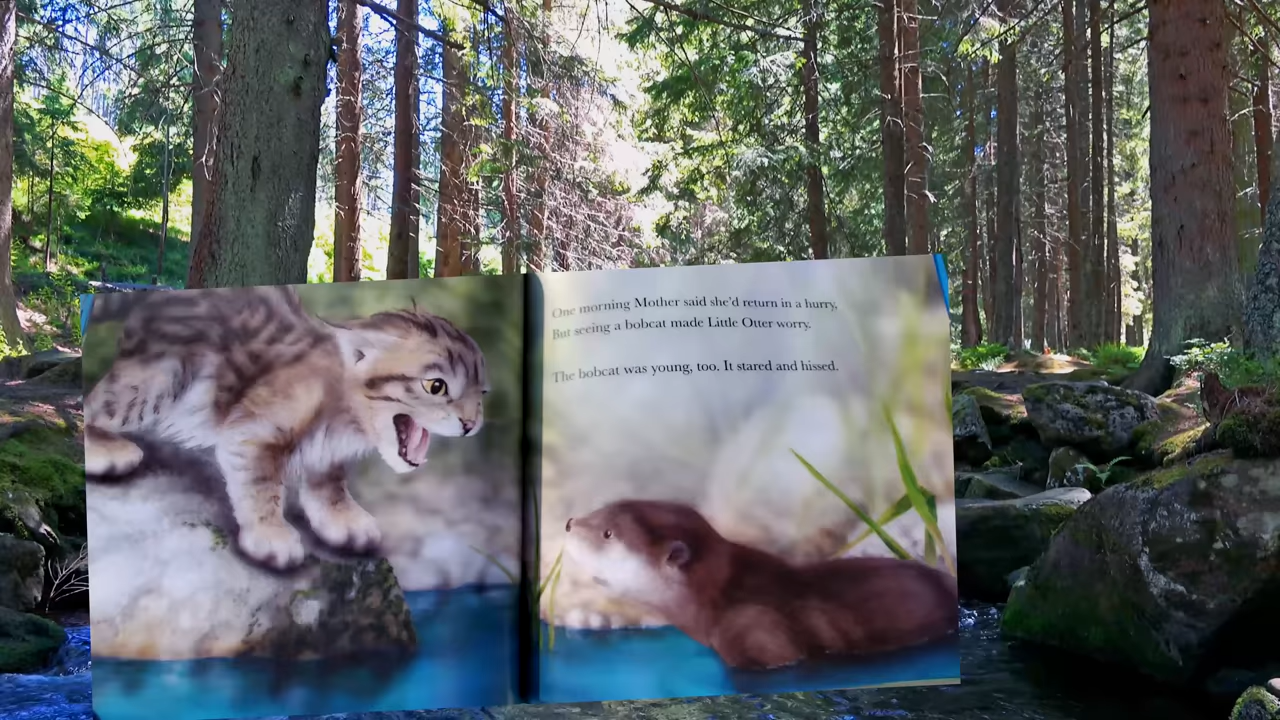 One morning Mother said she'd return in a hurry,
But seeing a bobcat made Little Otter worry.
The bobcat was young, too. It stared and hissed.